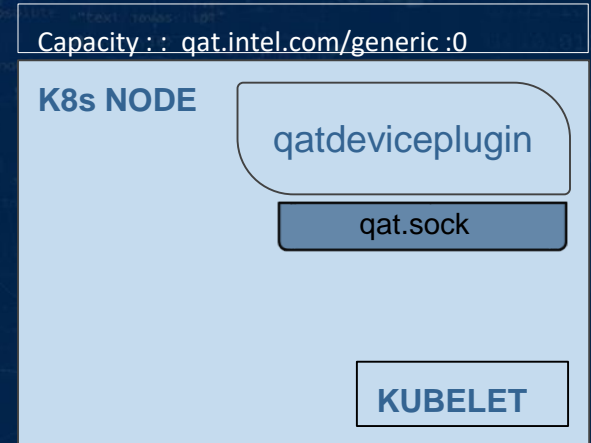 Capacity : : qat.intel.com/generic :0
K8s NODE
qatdeviceplugin
qat.sock
KUBELET